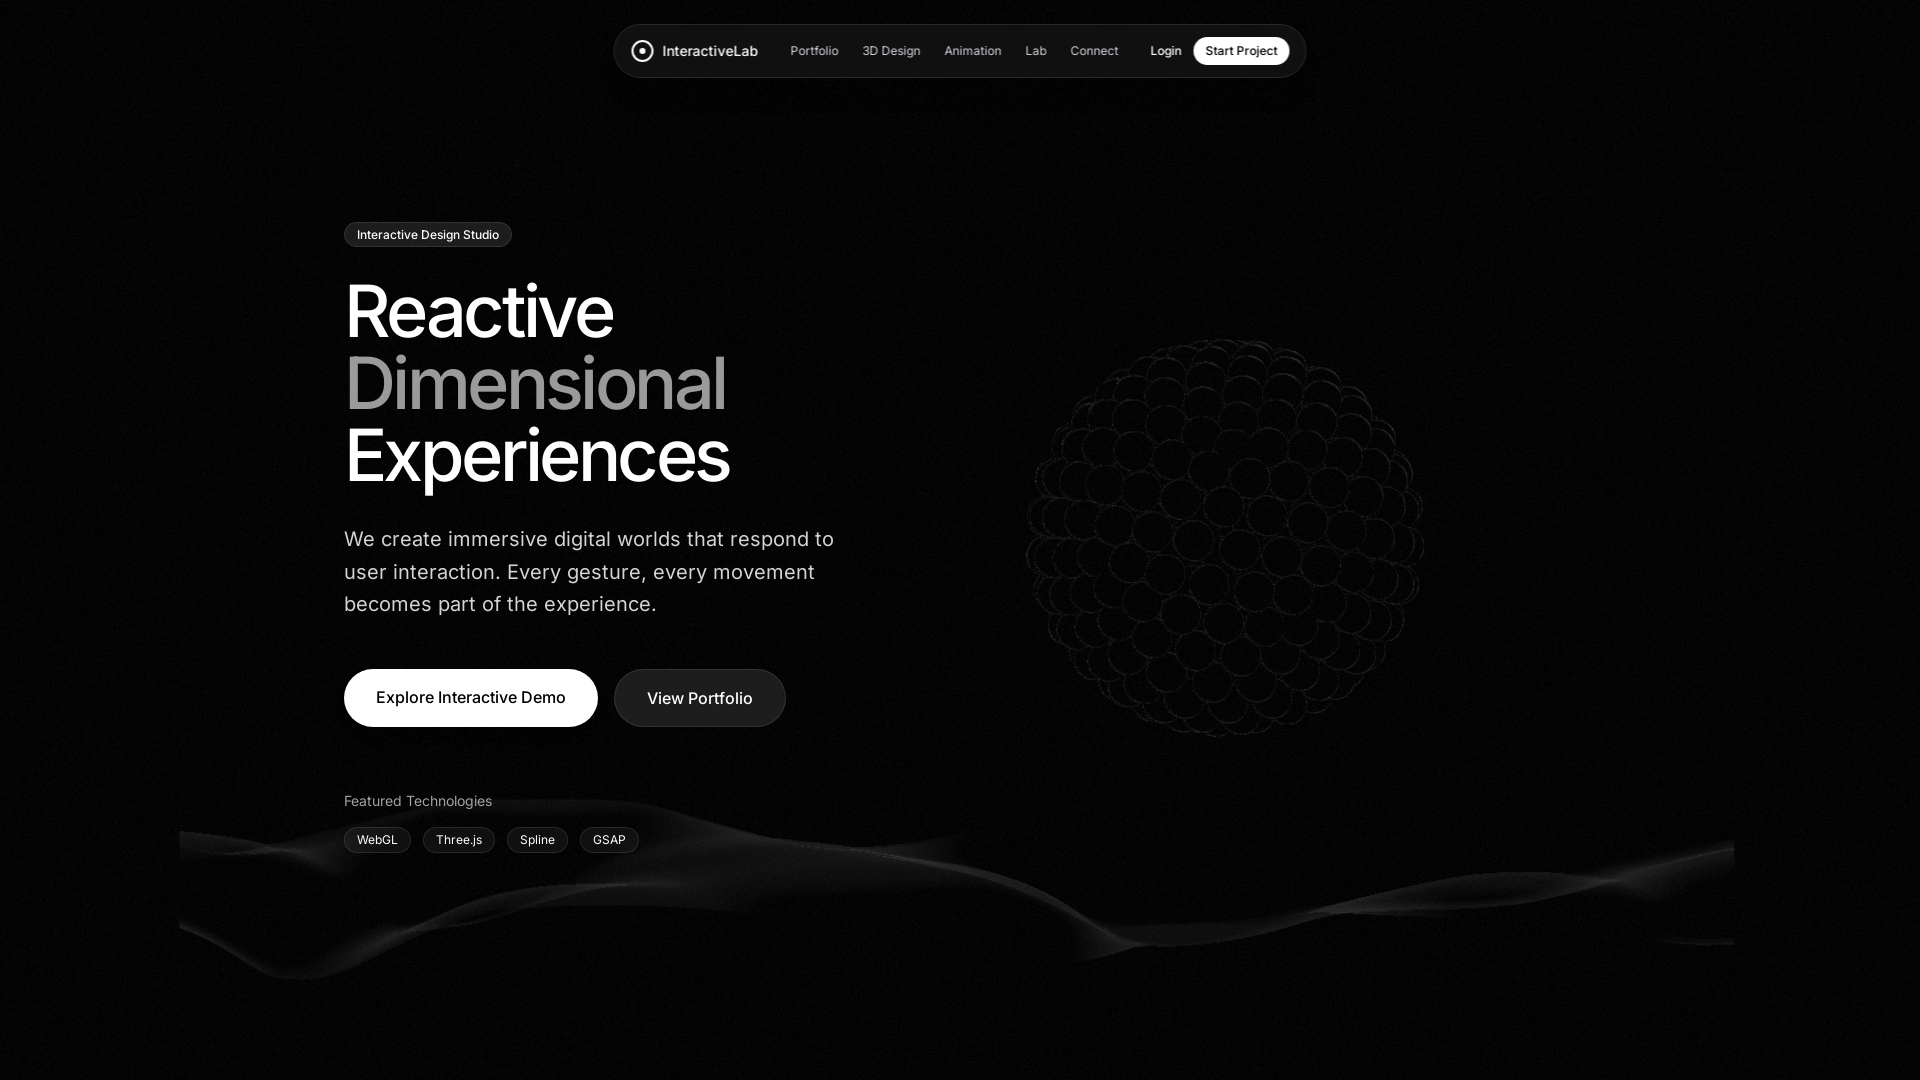 InteractiveLab
Portfolio
3D Design
Animation
Lab
Connect
Login
Start Project
Interactive Design Studio
Reactive
Dimensional
Experiences
We create immersive digital worlds that respond to
user interaction. Every gesture, every movement
becomes part of the experience.
Explore Interactive Demo
View Portfolio
Featured Technologies
WebGL
Three.js
Spline
GSAP